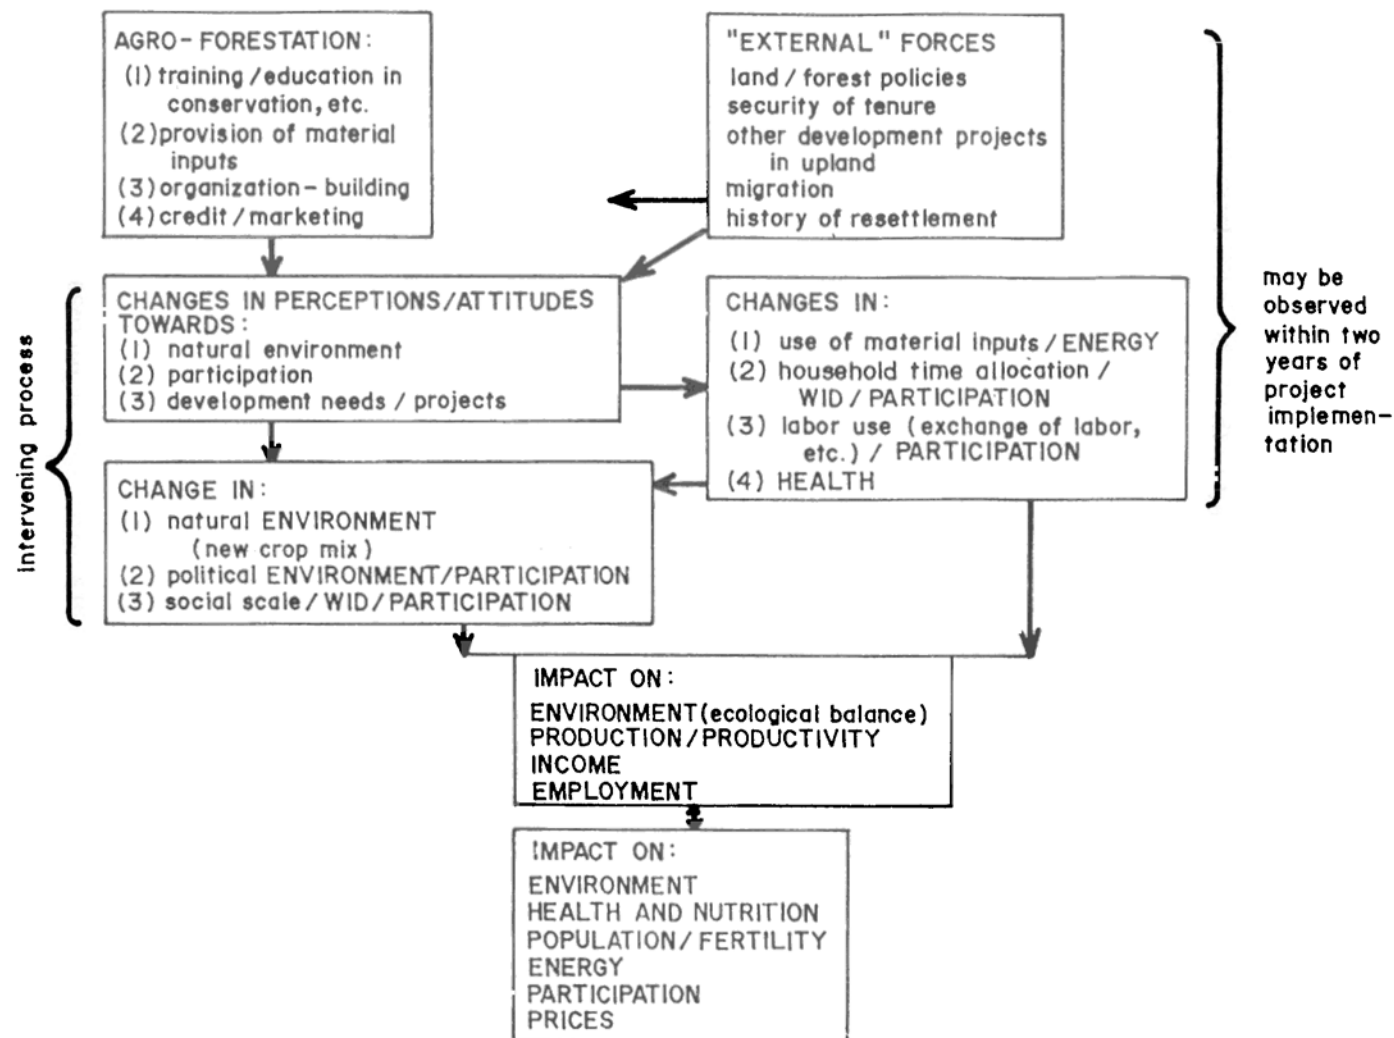 AGRO-FORESTATION:
(1) training/education in
conservation, etc.
(2) provision of material
inputs
(3) organization-building
(4) credit/marketing
"EXTERNAL" FORCES
land/forest policies
security of tenure
other development projects
in upland
migration
history of resettlement
CHANGES IN PERCEPTIONS/ATTITUDES
TOWARDS:
(1) natural environment
(2) participation
(3) development needs / projects
CHANGES IN:
(1) use of material inputs/ENERGY
(2) household time allocation /
WID/PARTICIPATION
(3) labor use (exchange of labor,
etc.) / PARTICIPATION
(4) HEALTH
may be
observed
within two
years of
project
implemen-
tation
intervening process
CHANGE IN:
(1) natural ENVIRONMENT
(new crop mix)
(2) political ENVIRONMENT/PARTICIPATION
(3) social scale/WID/PARTICIPATION
IMPACT ON:
ENVIRONMENT (ecological balance)
PRODUCTION/PRODUCTIVITY
INCOME
EMPLOYMENT
IMPACT ON:
ENVIRONMENT
HEALTH AND NUTRITION
POPULATION/FERTILITY
ENERGY
PARTICIPATION
PRICES